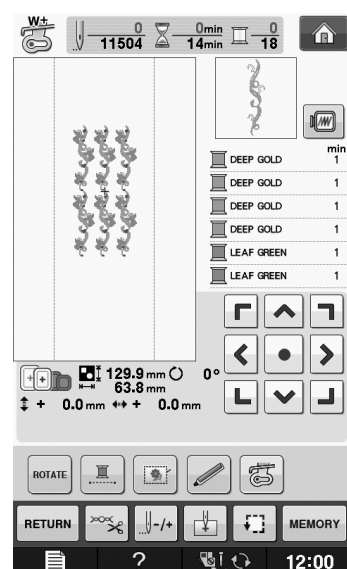 W+
0 0min 0
11504 14min 18
min
DEEP GOLD 1
DEEP GOLD 1
DEEP GOLD 1
DEEP GOLD 1
LEAF GREEN 1
LEAF GREEN 1
129.9 mm 0°
63.8 mm
+ 0.0 mm + 0.0 mm
ROTATE
RETURN -/+ MEMORY
? 12:00